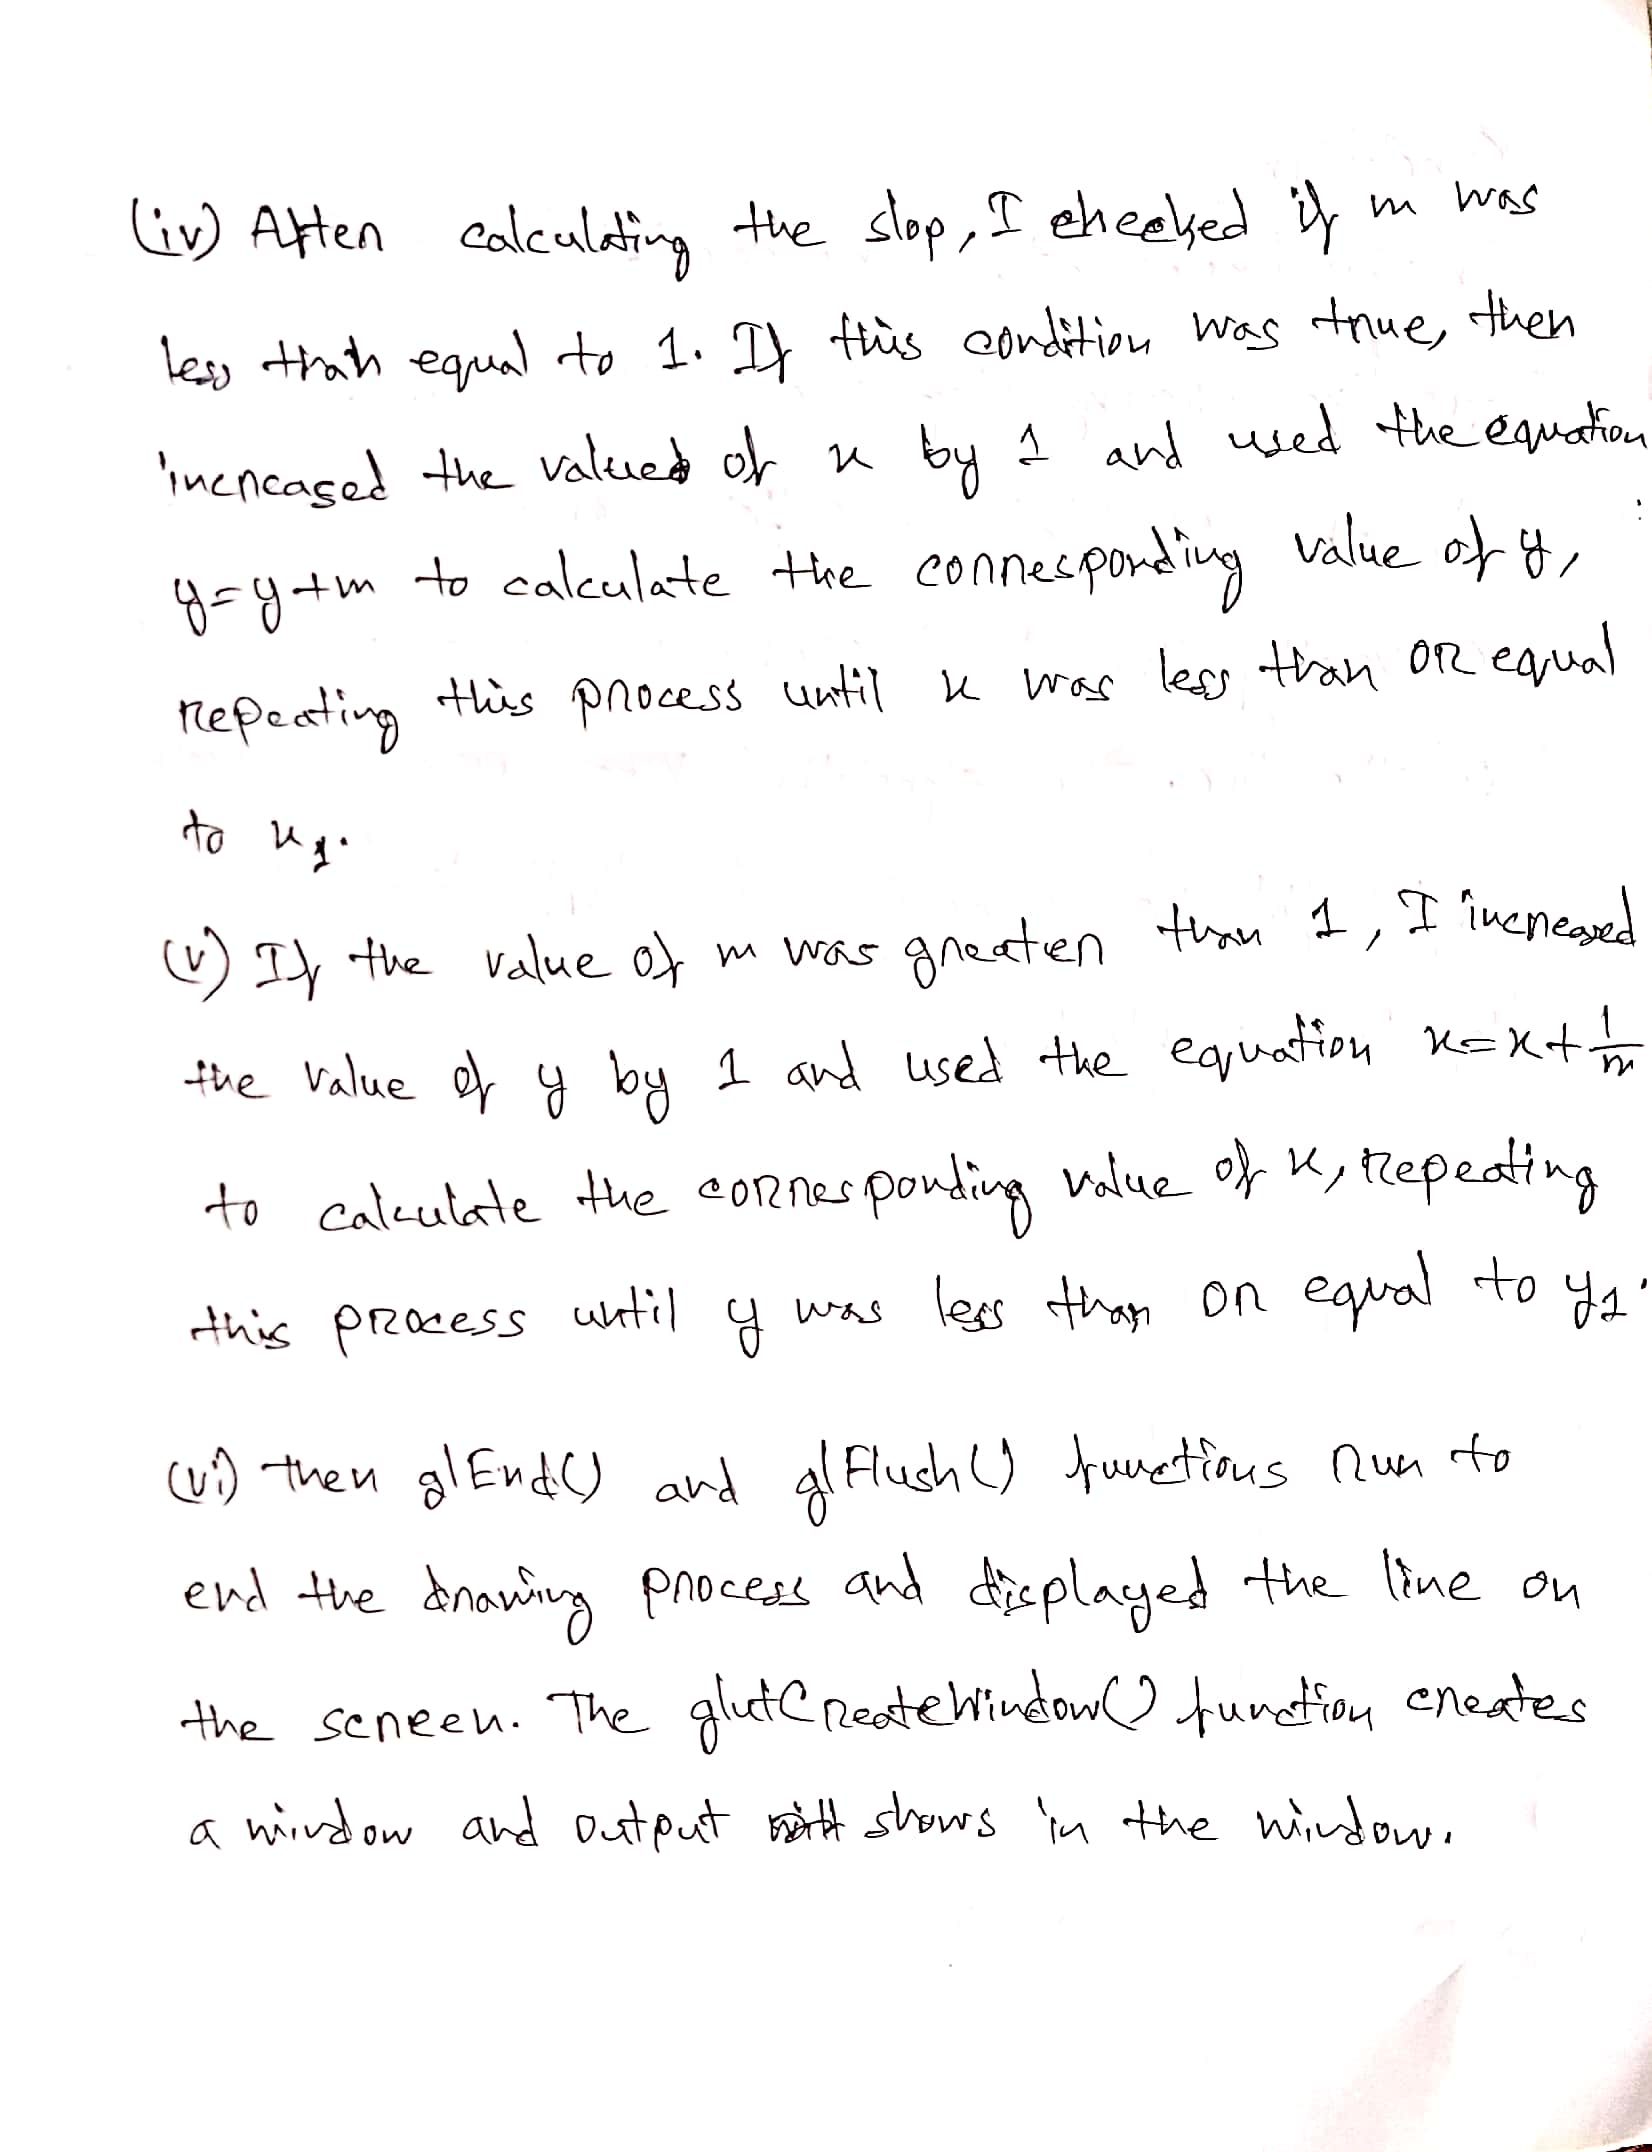 (iv) After calculating the slop, I checked if m was
less than equal to 1. If this condition was true, then
increased the value of x by 1 and used the equation
y=y+m to calculate the corresponding value of y,
repeating this process until x was less than or equal
to x1.
(v) If the value of m was greater than 1, I increased
the value of y by 1 and used the equation x=x+1/m
to calculate the corresponding value of x, repeating
this process until y was less than or equal to y1.
(vi) then glEnd() and glFlush() functions run to
end the drawing process and displayed the line on
the screen. The glutCreateWindow() function creates
a window and output shows in the window.